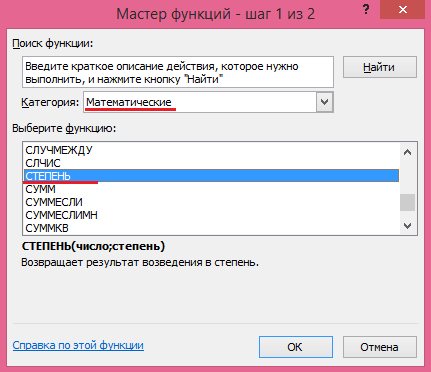 Мастер функций - шаг 1 из 2
?
Поиск функции:
Введите краткое описание действия, которое нужно
выполнить, и нажмите кнопку "Найти"
Найти
Категория:
Математические
Выберите функцию:
СЛУЧМЕЖДУ
СЛЧИС
СТЕПЕНЬ
СУММ
СУММЕСЛИ
СУММЕСЛИМН
СУММКВ
СТЕПЕНЬ(число;степень)
Возвращает результат возведения в степень.
Справка по этой функции
ОК
Отмена